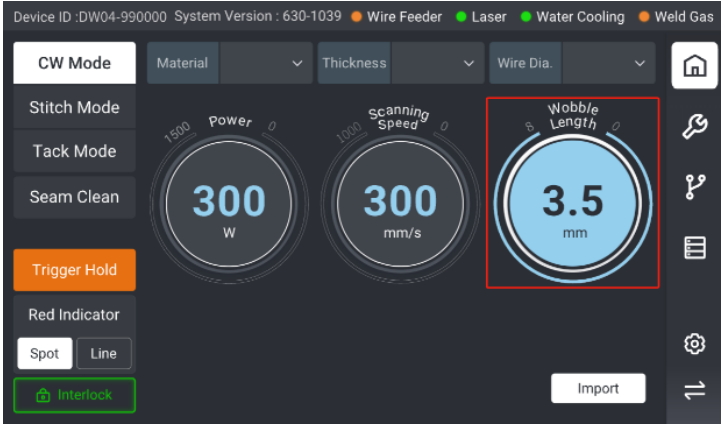 Device ID :DW04-990000 System Version : 630-1039 Wire Feeder Laser Water Cooling Weld Gas
CW Mode
Material
Thickness
Wire Dia.
Stitch Mode
Tack Mode
Seam Clean
Trigger Hold
Red Indicator
Spot
Line
Interlock
1500 Power 0
300
W
1000 Scanning Speed 0
300
mm/s
8 Wobble Length 0
3.5
mm
Import